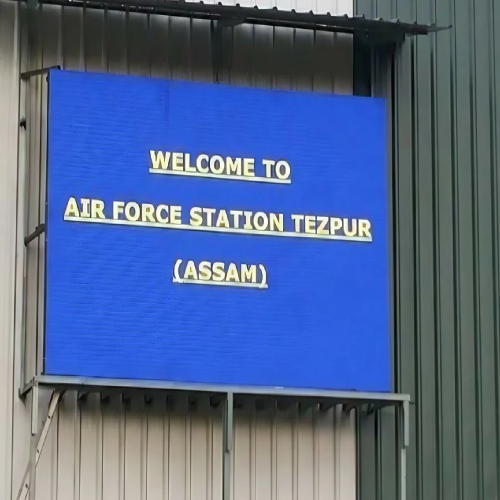 WELCOME TO
AIR FORCE STATION TEZPUR
(ASSAM)